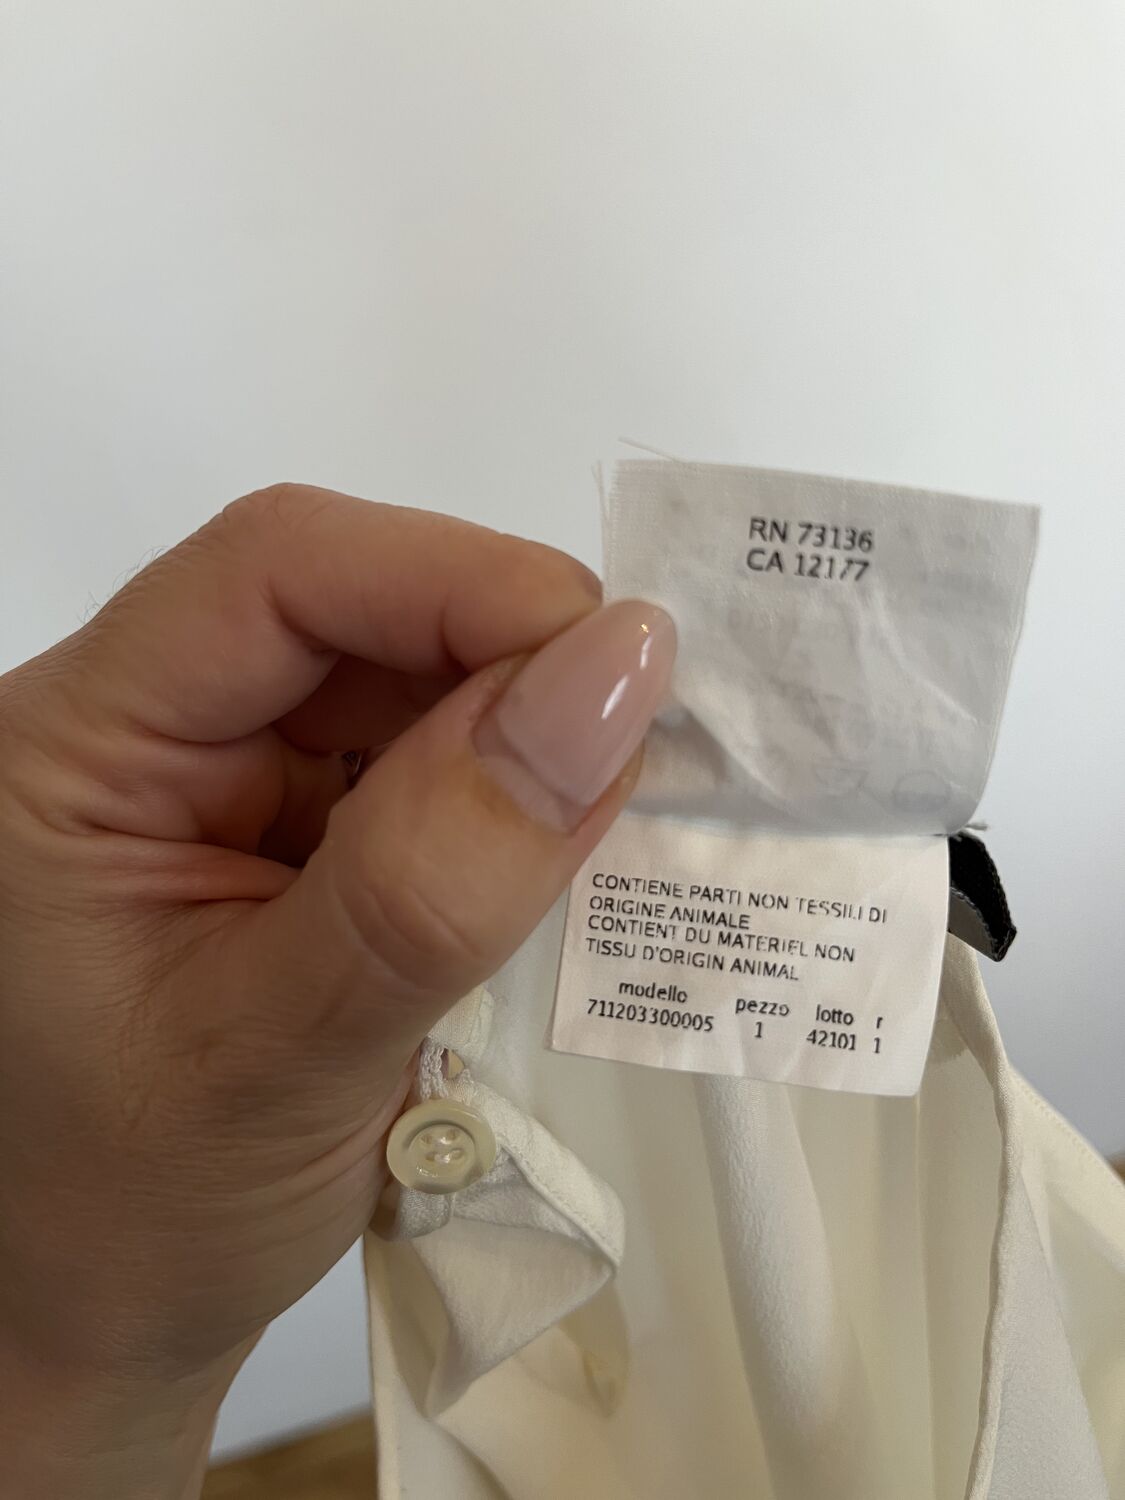 RN 73136
CA 12177
CONTIENE PARTI NON TESSILI DI
ORIGINE ANIMALE
CONTIENT DU MATERIEL NON
TISSU D'ORIGIN ANIMAL
modello pezzo lotto r
711203300005 1 42101 1